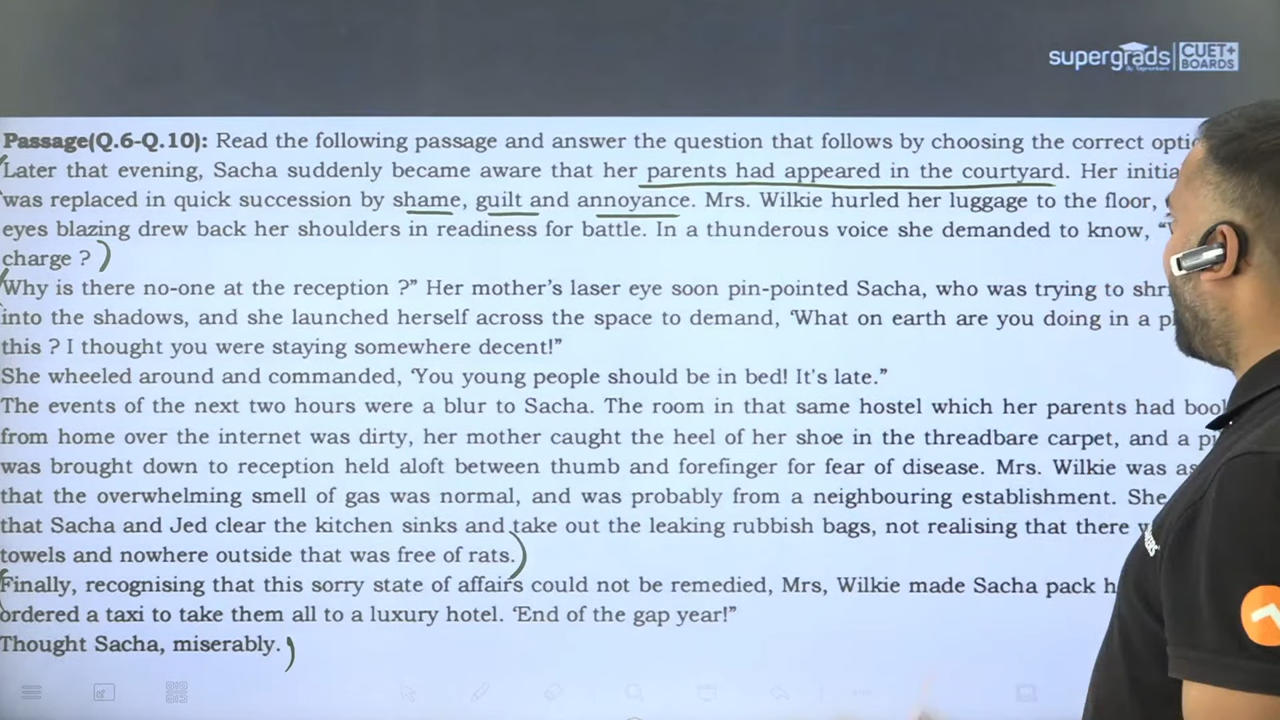 supergrads CUET+
BOARDS
Passage(Q.6-Q.10): Read the following passage and answer the question that follows by choosing the correct
Later that evening, Sacha suddenly became aware that her parents had appeared in the courtyard. Her
was replaced in quick succession by shame, guilt and annoyance. Mrs. Wilkie hurled her luggage to the floor,
eyes blazing drew back her shoulders in readiness for battle. In a thunderous voice she demanded to know, “
charge ?
Why is there no-one at the reception ?” Her mother’s laser eye soon pin-pointed Sacha, who was trying to
into the shadows, and she launched herself across the space to demand, ‘What on earth are you doing in a
this ? I thought you were staying somewhere decent!”
She wheeled around and commanded, ‘You young people should be in bed! It's late.”
The events of the next two hours were a blur to Sacha. The room in that same hostel which her parents had
from home over the internet was dirty, her mother caught the heel of her shoe in the threadbare carpet, and a
was brought down to reception held aloft between thumb and forefinger for fear of disease. Mrs. Wilkie was
that the overwhelming smell of gas was normal, and was probably from a neighbouring establishment. She
that Sacha and Jed clear the kitchen sinks and take out the leaking rubbish bags, not realising that there
towels and nowhere outside that was free of rats.
Finally, recognising that this sorry state of affairs could not be remedied, Mrs, Wilkie made Sacha pack
ordered a taxi to take them all to a luxury hotel. ‘End of the gap year!”
Thought Sacha, miserably.